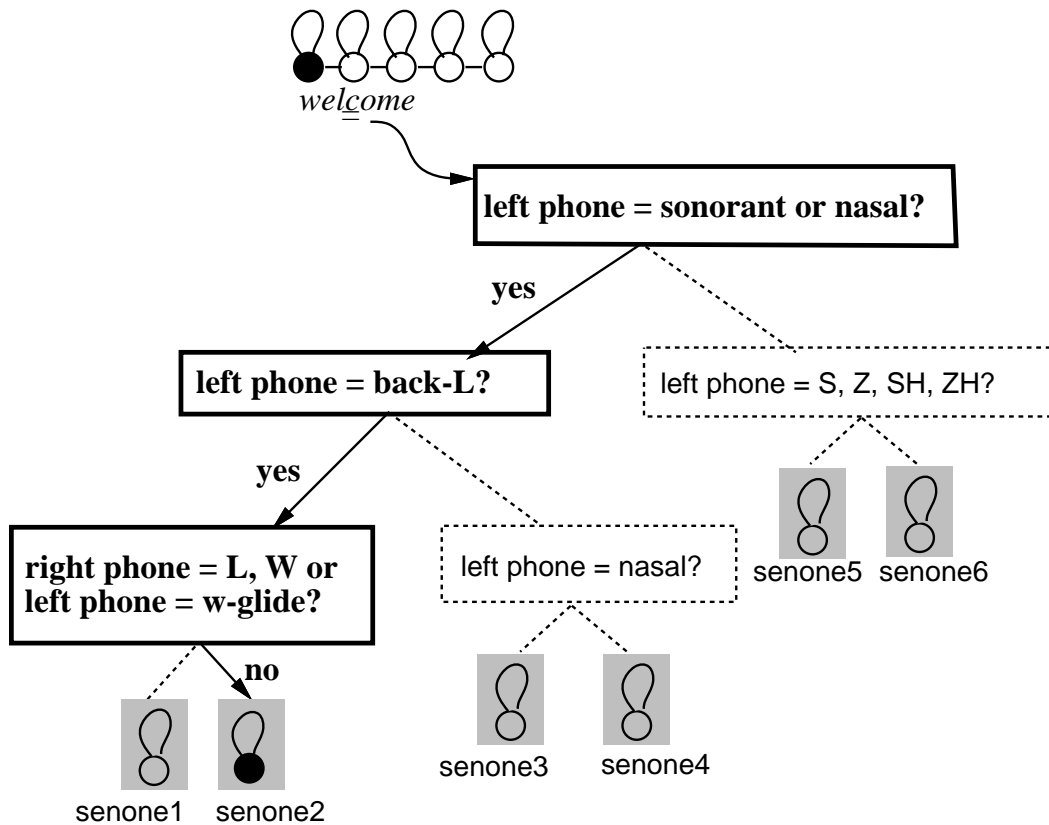 welcome
=
left phone = sonorant or nasal?
yes
left phone = back-L?
left phone = S, Z, SH, ZH?
yes
right phone = L, W or
left phone = w-glide?
left phone = nasal?
senone5
senone6
no
senone3
senone4
senone1
senone2